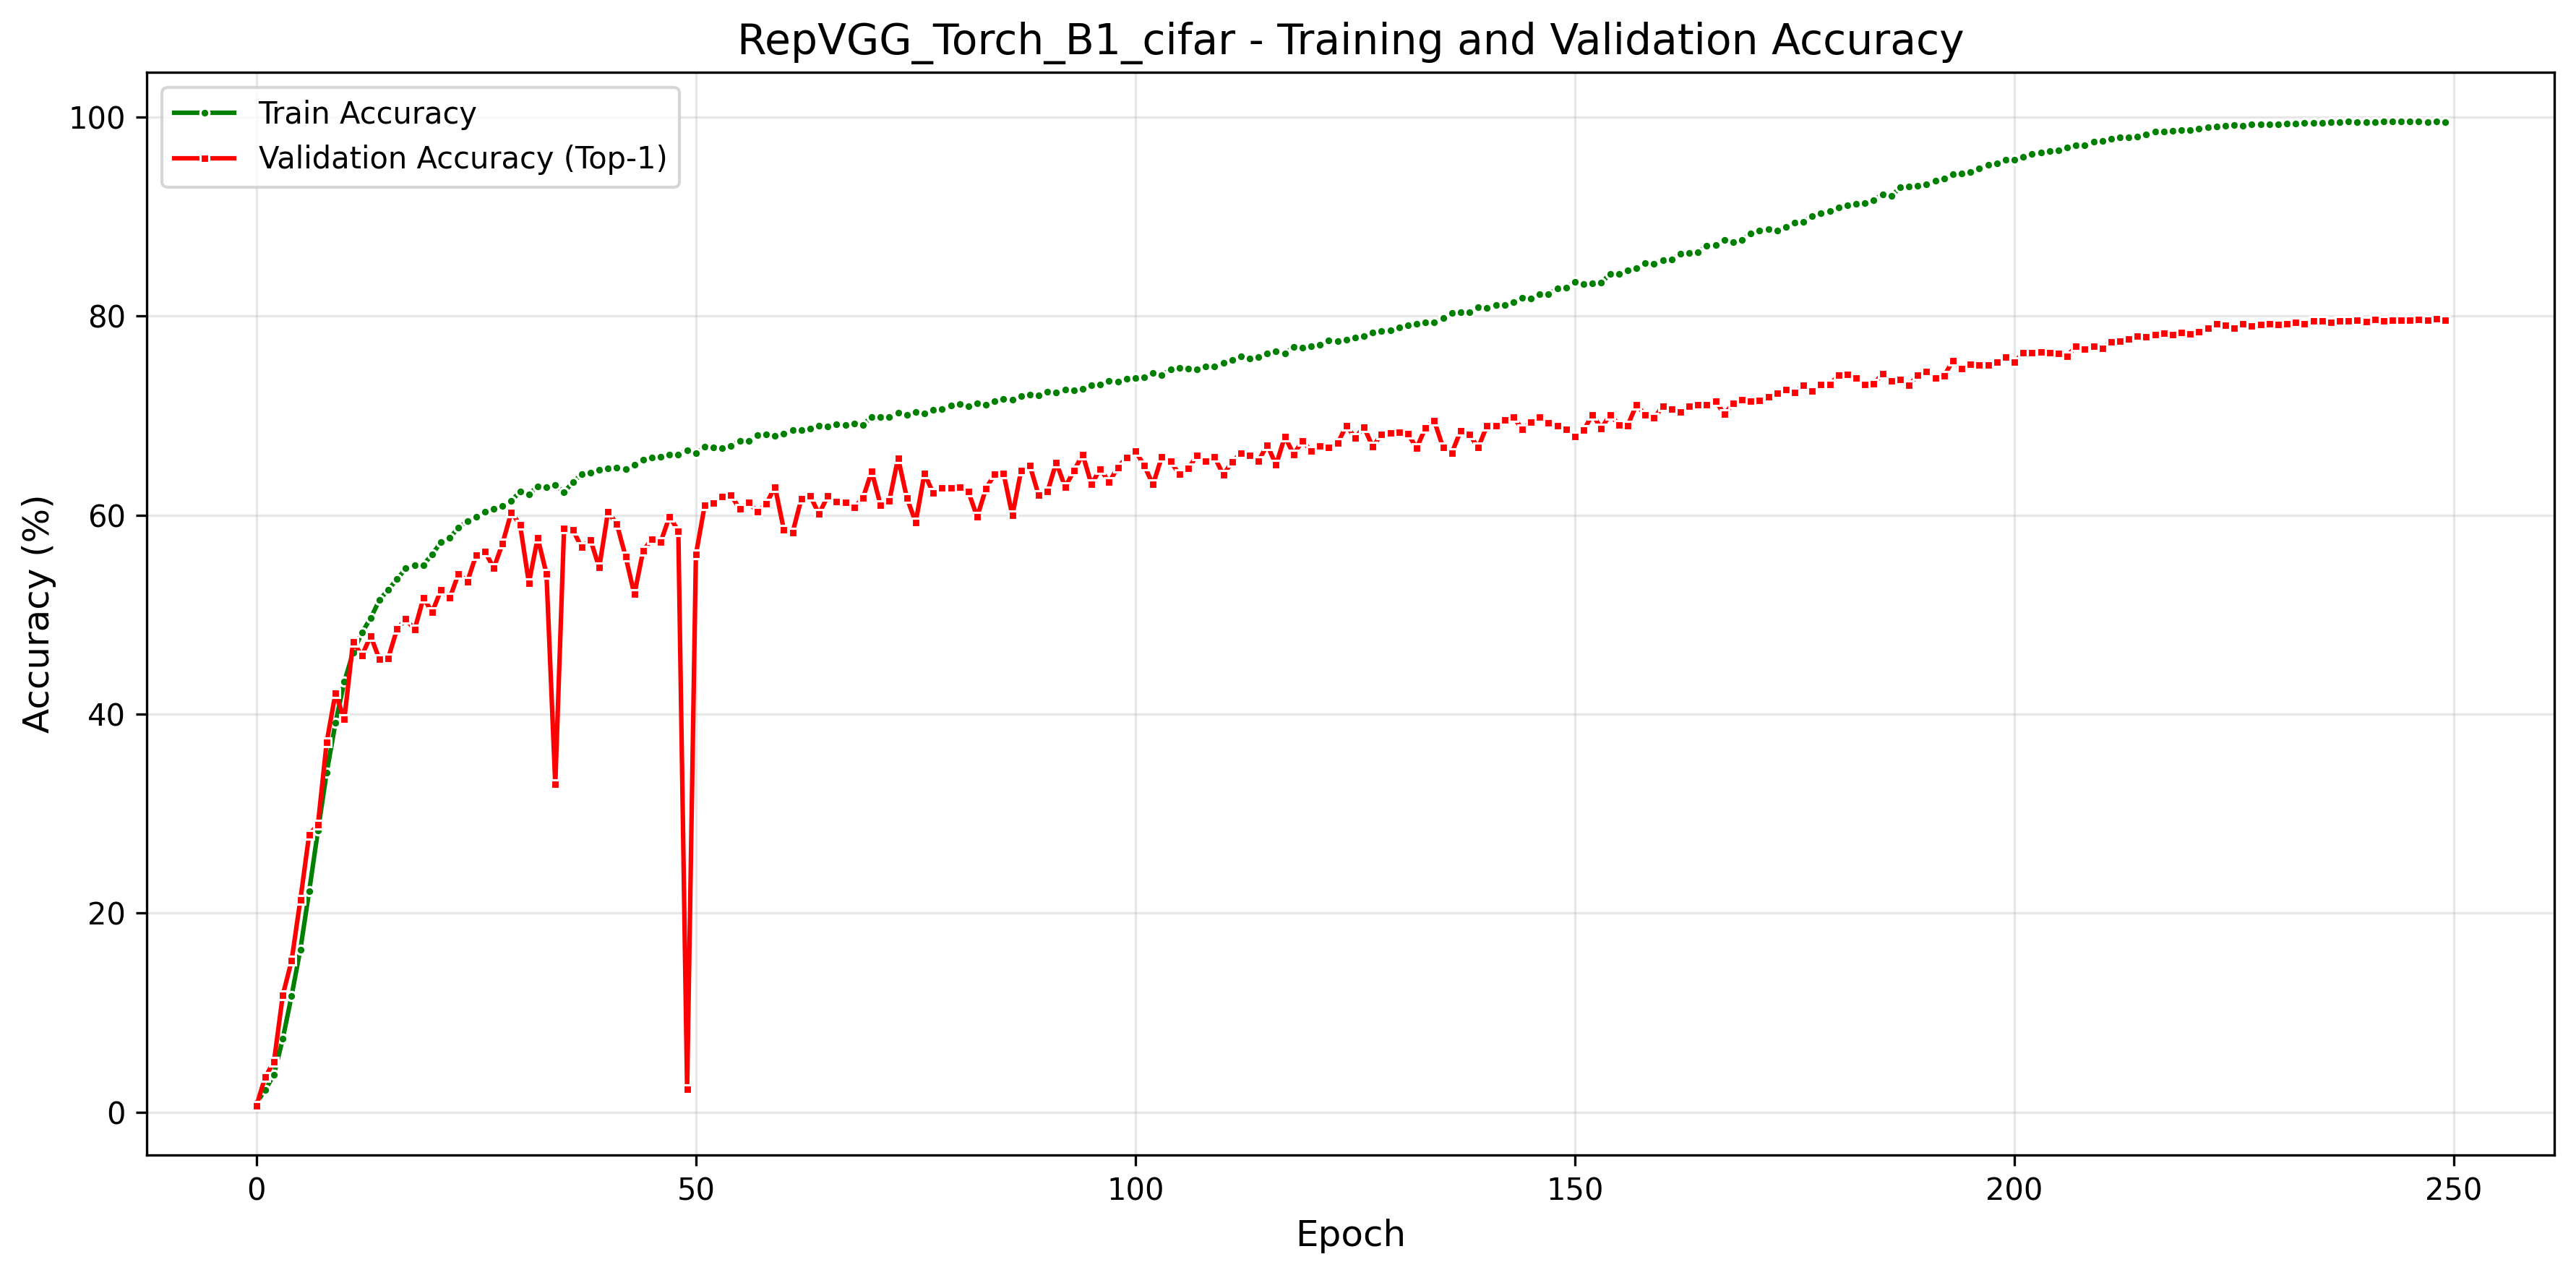 RepVGG_Torch_B1_cifar - Training and Validation Accuracy
Train Accuracy
Validation Accuracy (Top-1)
Accuracy (%)
100
80
60
40
20
0
0 50 100 150 200 250
Epoch